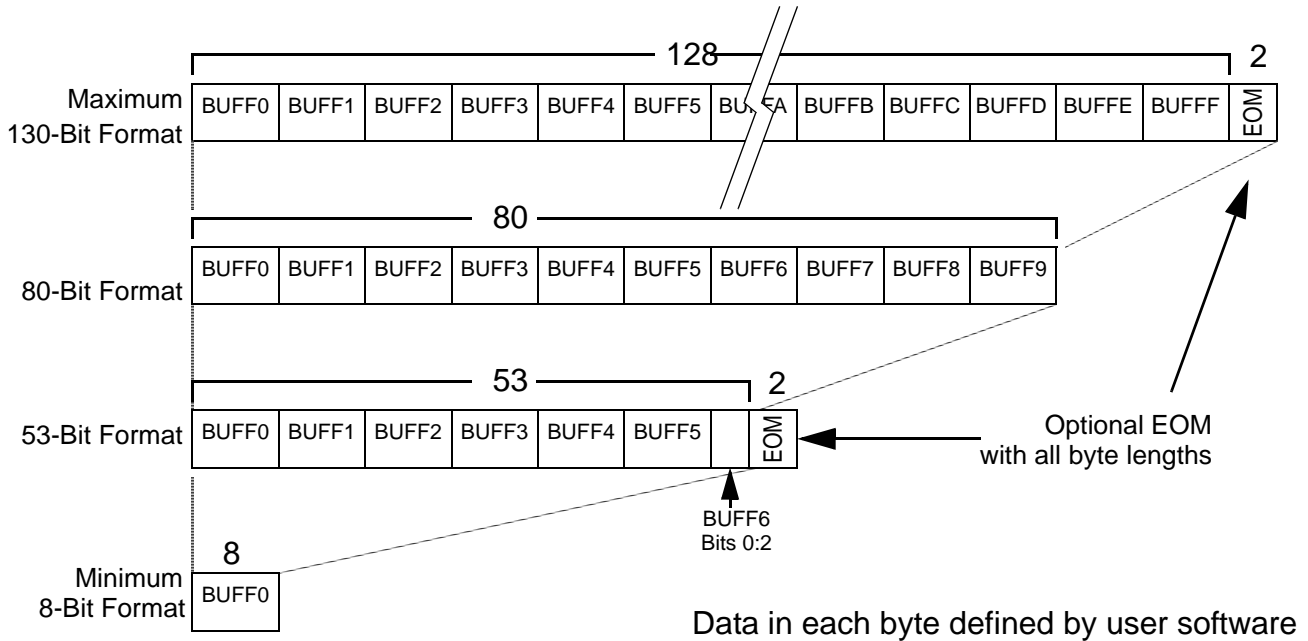 128 2
Maximum
130-Bit Format
BUFF0 BUFF1 BUFF2 BUFF3 BUFF4 BUFF5 BUFFA BUFFB BUFFC BUFFD BUFFE BUFFF EOM
80
80-Bit Format
BUFF0 BUFF1 BUFF2 BUFF3 BUFF4 BUFF5 BUFF6 BUFF7 BUFF8 BUFF9
53 2
53-Bit Format
BUFF0 BUFF1 BUFF2 BUFF3 BUFF4 BUFF5 EOM
Optional EOM
with all byte lengths
BUFF6
Bits 0:2
8
Minimum
8-Bit Format
BUFF0
Data in each byte defined by user software